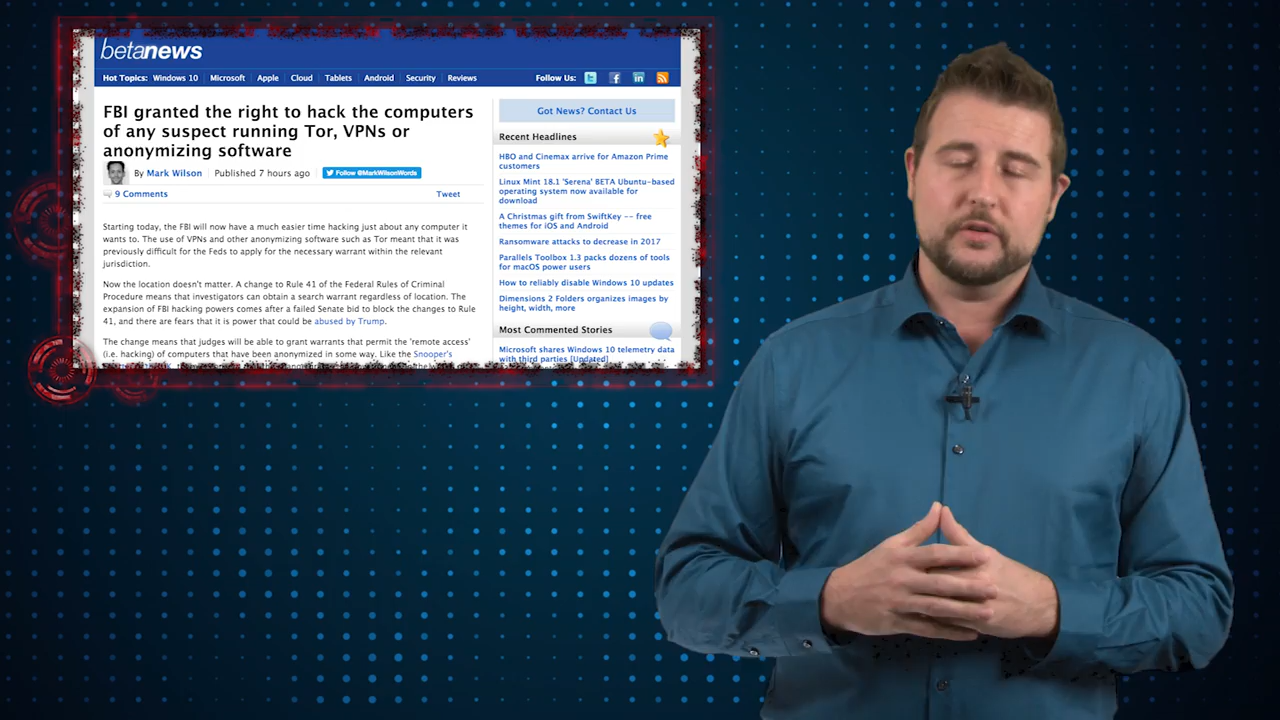 betanews
Hot Topics: Windows 10 Microsoft Apple Cloud Tablets Android Security Reviews Follow Us:
FBI granted the right to hack the computers
of any suspect running Tor, VPNs or
anonymizing software
By Mark Wilson Published 7 hours ago Follow @MarkWilsonWords
9 Comments Tweet
Starting today, the FBI will now have a much easier time hacking just about any computer it
wants to. The use of VPNs and other anonymizing software such as Tor meant that it was
previously difficult for the Feds to apply for the necessary warrant within the relevant
jurisdiction.
Now the location doesn't matter. A change to Rule 41 of the Federal Rules of Criminal
Procedure means that investigators can obtain a search warrant regardless of location. The
expansion of FBI hacking powers comes after a failed Senate bid to block the changes to Rule
41, and there are fears that it is power that could be abused by Trump.
The change means that judges will be able to grant warrants that permit the 'remote access'
(i.e. hacking) of computers that have been anonymized in some way. Like the Snooper's
Got News? Contact Us
Recent Headlines
HBO and Cinemax arrive for Amazon Prime
customers
Linux Mint 18.1 'Serena' BETA Ubuntu-based
operating system now available for
download
A Christmas gift from SwiftKey -- free
themes for iOS and Android
Ransomware attacks to decrease in 2017
Parallels Toolbox 1.3 packs dozens of tools
for macOS power users
How to reliably disable Windows 10 updates
Dimensions 2 Folders organizes images by
height, width, more
Most Commented Stories
Microsoft shares Windows 10 telemetry data
with third parties [Updated]